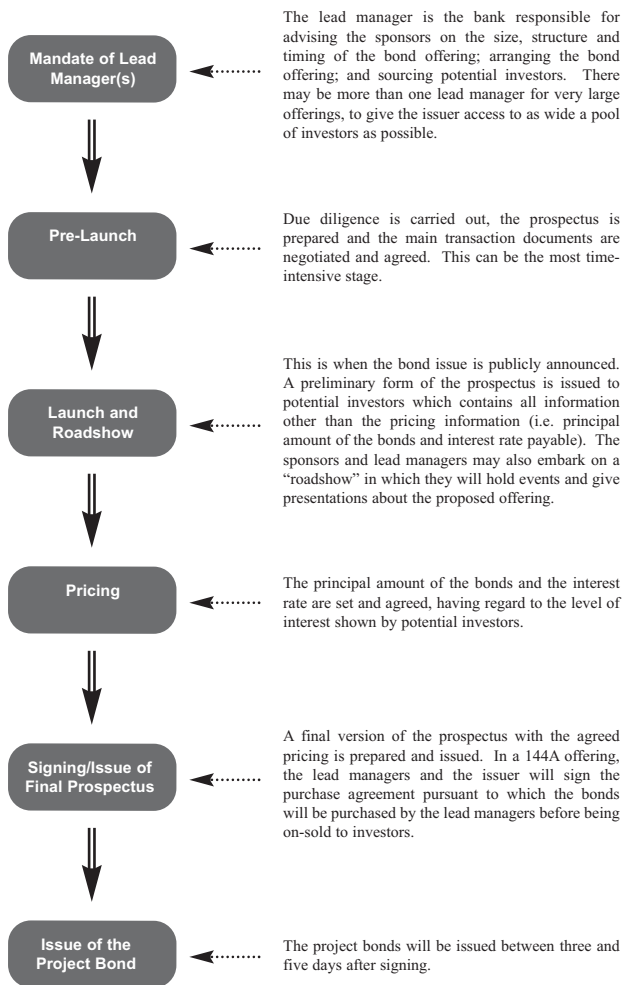 Mandate of Lead
Manager(s)
The lead manager is the bank responsible for
advising the sponsors on the size, structure and
timing of the bond offering; arranging the bond
offering; and sourcing potential investors. There
may be more than one lead manager for very large
offerings, to give the issuer access to as wide a pool
of investors as possible.
Pre-Launch
Due diligence is carried out, the prospectus is
prepared and the main transaction documents are
negotiated and agreed. This can be the most time-
intensive stage.
Launch and
Roadshow
This is when the bond issue is publicly announced.
A preliminary form of the prospectus is issued to
potential investors which contains all information
other than the pricing information (i.e. principal
amount of the bonds and interest rate payable). The
sponsors and lead managers may also embark on a
“roadshow” in which they will hold events and give
presentations about the proposed offering.
Pricing
The principal amount of the bonds and the interest
rate are set and agreed, having regard to the level of
interest shown by potential investors.
Signing/Issue of
Final Prospectus
A final version of the prospectus with the agreed
pricing is prepared and issued. In a 144A offering,
the lead managers and the issuer will sign the
purchase agreement pursuant to which the bonds
will be purchased by the lead managers before being
on-sold to investors.
Issue of the
Project Bond
The project bonds will be issued between three and
five days after signing.